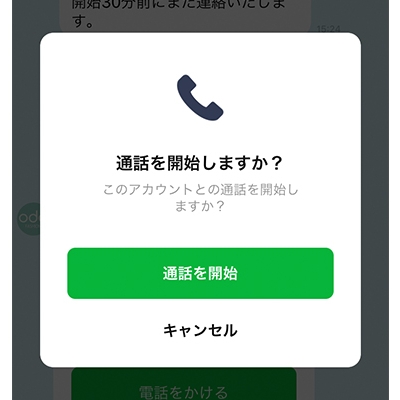 開始30分前にまた連絡いたしま
す。
15:24
通話を開始しますか？
このアカウントとの通話を開始し
ますか？
通話を開始
キャンセル
電話をかける